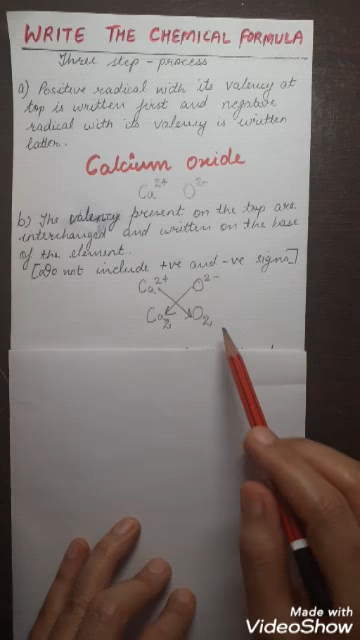 WRITE THE CHEMICAL FORMULA
Three step-process
a) Positive radical with its valency at
top is written first and negative
radical with its valency is written
later.
Calcium oxide
Ca²⁺ O²⁻
b) The valency present on the top are
interchanged and written on the base
of the element.
[Do not include +ve and -ve signs]
Ca²⁺ O²⁻
Ca₂ O₂
Made with
VideoShow